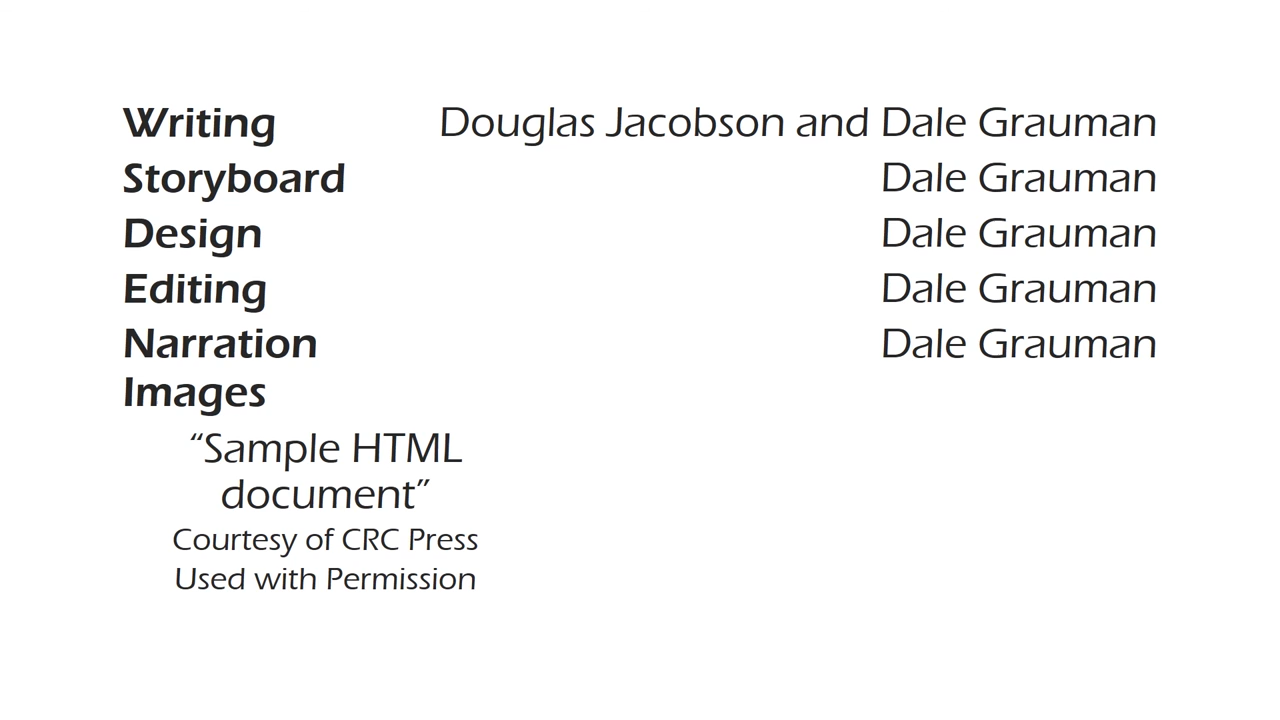 Writing Douglas Jacobson and Dale Grauman
Storyboard Dale Grauman
Design Dale Grauman
Editing Dale Grauman
Narration Dale Grauman
Images
“Sample HTML
document”
Courtesy of CRC Press
Used with Permission